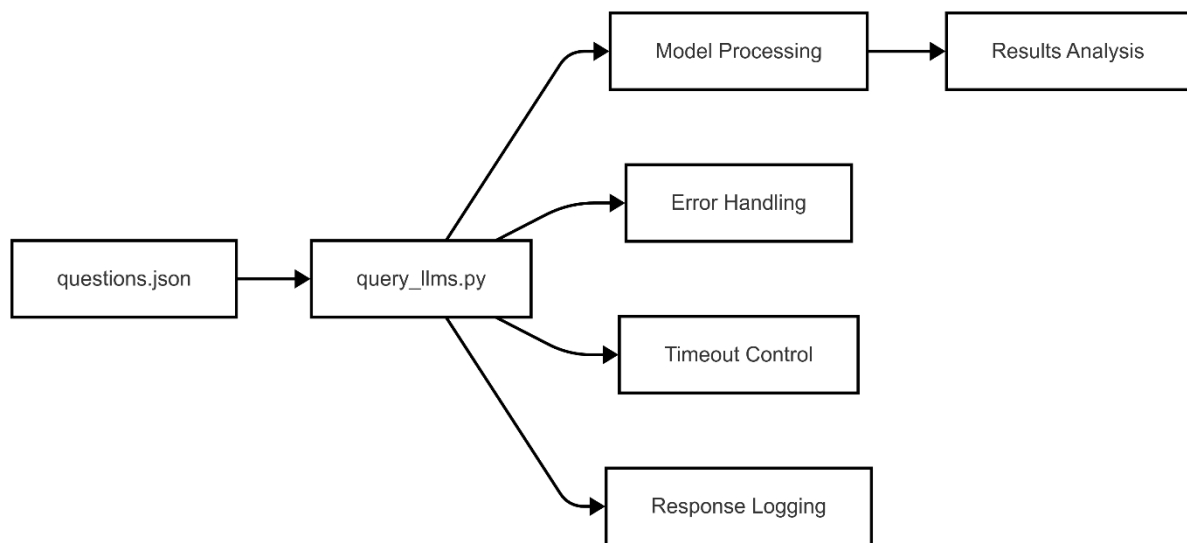 questions.json
query_llms.py
Model Processing
Results Analysis
Error Handling
Timeout Control
Response Logging